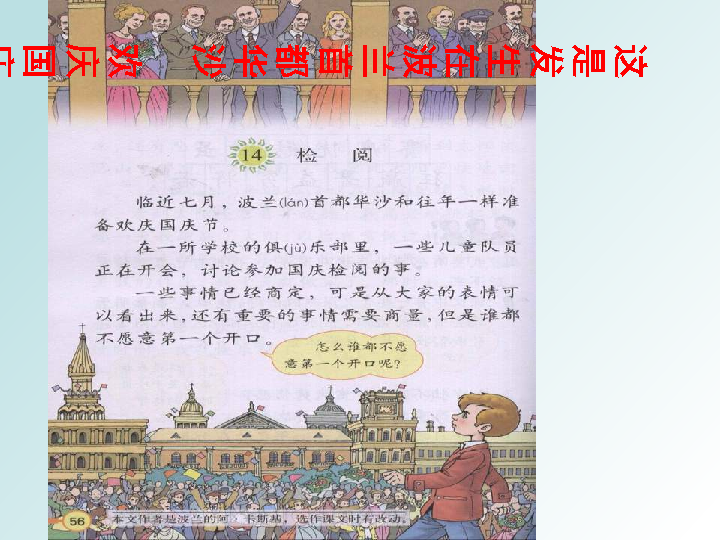 这是发生在波兰首都华沙 欢庆国
14 检 阅
临近七月，波兰(lán)首都华沙和往年一样准
备欢庆国庆节。
在一所学校的俱(jù)乐部里，一些儿童队员
正在开会，讨论参加国庆检阅的事。
一些事情已经商定，可是从大家的表情可
以看出来，还有重要的事情需要商量，但是谁都
不愿意第一个开口。
怎么谁都不愿
意第一个开口呢？
56
本文作者是波兰的阿 卡斯基，选作课文时有改动。